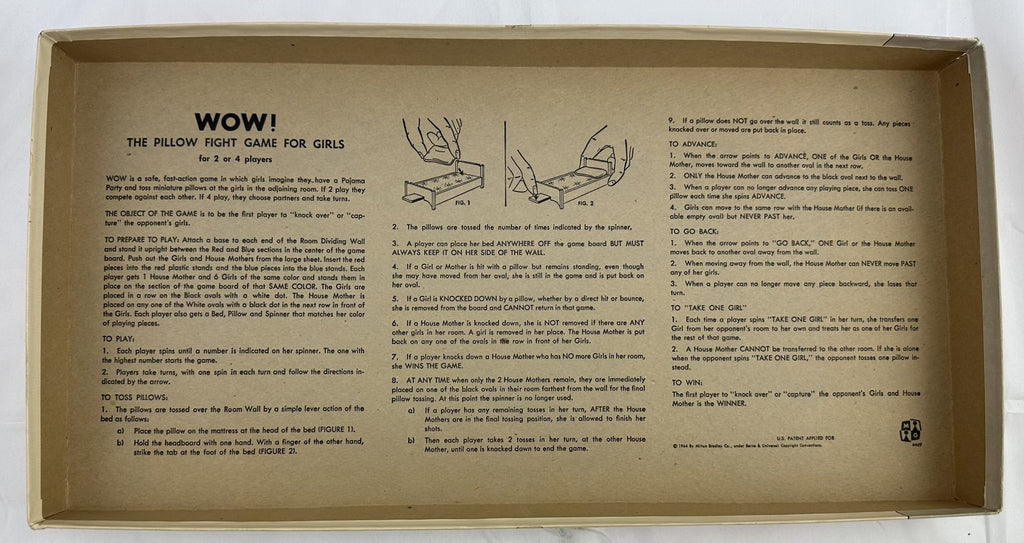 WOW!
THE PILLOW FIGHT GAME FOR GIRLS
for 2 or 4 players
WOW is a safe, fast-action game in which girls imagine they have a Pajama
Party and toss miniature pillows at the girls in the adjoining room. If 2 play they
compete against each other. If 4 play, they choose partners and take turns.
THE OBJECT OF THE GAME is to be the first player to "knock over" or "cap-
ture" the opponent's girls.
TO PREPARE TO PLAY: Attach a base to each end of the Room Dividing Wall
and stand it upright between the Red and Blue sections in the center of the game
board. Push out the Girls and House Mothers from the large sheet. Insert the red
pieces into the red plastic stands and the blue pieces into the blue stands. Each
player gets 1 House Mother and 6 Girls of the same color and stands them in
place on the section of the game board of that SAME COLOR. The Girls are
placed in a row on the Black ovals with a white dot. The House Mother is
placed on any one of the White ovals with a black dot in the next row in front of
the Girls. Each player also gets a Bed, Pillow and Spinner that matches her color
of playing pieces.
TO PLAY:
1. Each player spins until a number is indicated on her spinner. The one with
the highest number starts the game.
2. Players take turns, with one spin in each turn and follow the directions in-
dicated by the arrow.
TO TOSS PILLOWS:
1. The pillows are tossed over the Room Wall by a simple lever action of the
bed as follows:
a) Place the pillow on the mattress at the head of the bed (FIGURE 1).
b) Hold the headboard with one hand. With a finger of the other hand,
strike the tab at the foot of the bed (FIGURE 2).
FIG. 1
FIG. 2
2. The pillows are tossed the number of times indicated by the spinner.
3. A player can place her bed ANYWHERE OFF the game board BUT MUST
ALWAYS KEEP IT ON HER SIDE OF THE WALL.
4. If a Girl or Mother is hit with a pillow but remains standing, even though
she may have moved from her oval, she is still in the game and is put back on
her oval.
5. If a Girl is KNOCKED DOWN by a pillow, whether by a direct hit or bounce,
she is removed from the board and CANNOT return in that game.
6. If a House Mother is knocked down, she is NOT removed if there are ANY
other girls in her room. A girl is removed in her place. The House Mother is put
back on any one of the ovals in the row in front of her Girls.
7. If a player knocks down a House Mother who has NO more Girls in her room,
she WINS THE GAME.
8. AT ANY TIME when only the 2 House Mothers remain, they are immediately
placed on one of the black ovals in their room farthest from the wall for the final
pillow tossing. At this point the spinner is no longer used.
a) If a player has any remaining tosses in her turn, AFTER the House
Mothers are in the final tossing position, she is allowed to finish her
shots.
b) Then each player takes 2 tosses in her turn, at the other House
Mother, until one is knocked down to end the game.
9. If a pillow does NOT go over the wall it still counts as a toss. Any pieces
knocked over or moved are put back in place.
TO ADVANCE:
1. When the arrow points to ADVANCE, ONE of the Girls OR the House
Mother, moves toward the wall to another oval in the next row.
2. ONLY the House Mother can advance to the black oval next to the wall.
3. When a player can no longer advance any playing piece, she can toss ONE
pillow each time she spins ADVANCE.
4. Girls can move to the same row with the House Mother (if there is an avail-
able empty oval) but NEVER PAST her.
TO GO BACK:
1. When the arrow points to "GO BACK," ONE Girl or the House Mother
moves back to another oval away from the wall.
2. When moving away from the wall, the House Mother can NEVER move PAST
any of her girls.
3. When a player can no longer move any piece backward, she loses that
turn.
TO "TAKE ONE GIRL"
1. Each time a player spins "TAKE ONE GIRL" in her turn, she transfers one
Girl from her opponent's room to her own and treats her as one of her Girls for
the rest of that game.
2. A House Mother CANNOT be transferred to the other room. If she is alone
when the opponent spins "TAKE ONE GIRL," the opponent tosses one pillow in-
stead.
TO WIN:
The first player to "knock over" or "capture" the opponent's Girls and House
Mother is the WINNER.
U.S. PATENT APPLIED FOR
© 1964 By Milton Bradley Co., under Berne & Universal Copyright Conventions.